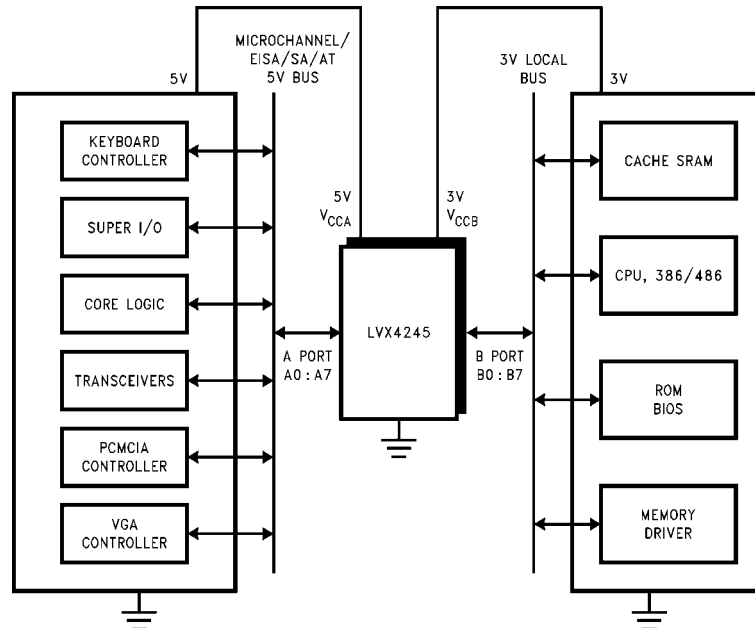 MICROCHANNEL/
EISA/SA/AT
5V BUS
5V
3V LOCAL
BUS
3V
KEYBOARD
CONTROLLER
SUPER I/O
CORE LOGIC
TRANSCEIVERS
PCMCIA
CONTROLLER
VGA
CONTROLLER
5V
VCCA
3V
VCCB
LVX4245
A PORT
A0:A7
B PORT
B0:B7
CACHE SRAM
CPU, 386/486
ROM
BIOS
MEMORY
DRIVER